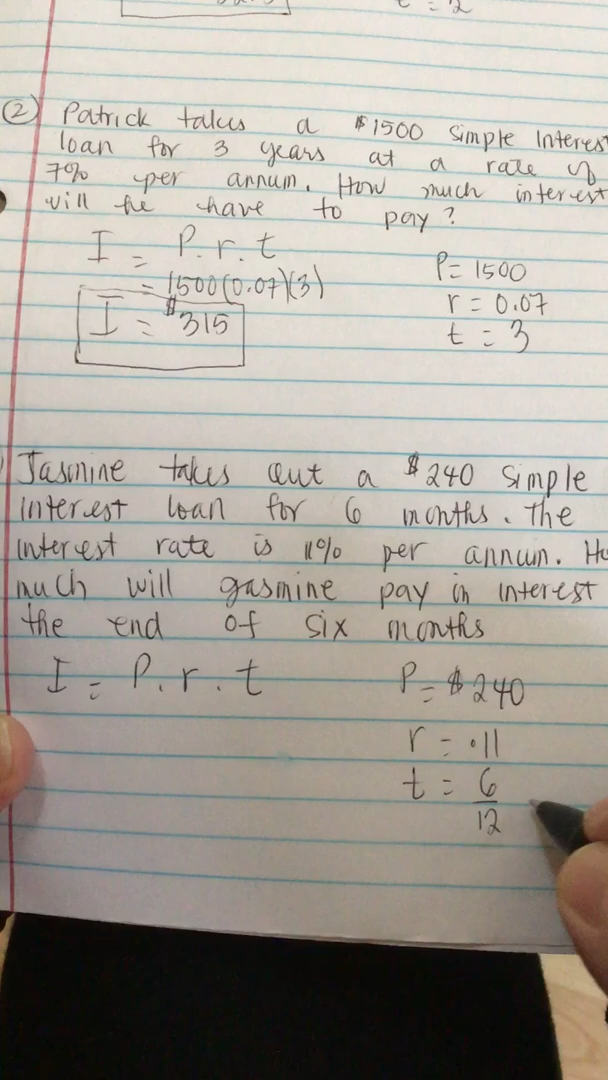 t = 2
② Patrick takes a $1500 simple Interest
loan for 3 years at a rate of
7% per annum. How much interest
will he have to pay?
I = P.r.t
= 1500(0.07)(3)
I = $315
P = 1500
r = 0.07
t = 3
Jasmine takes out a $240 simple
interest loan for 6 months. The
interest rate is 11% per annum. Ho
much will gasmine pay in interest
the end of six months
I = P.r.t
P = $240
r = .11
t = 6
12